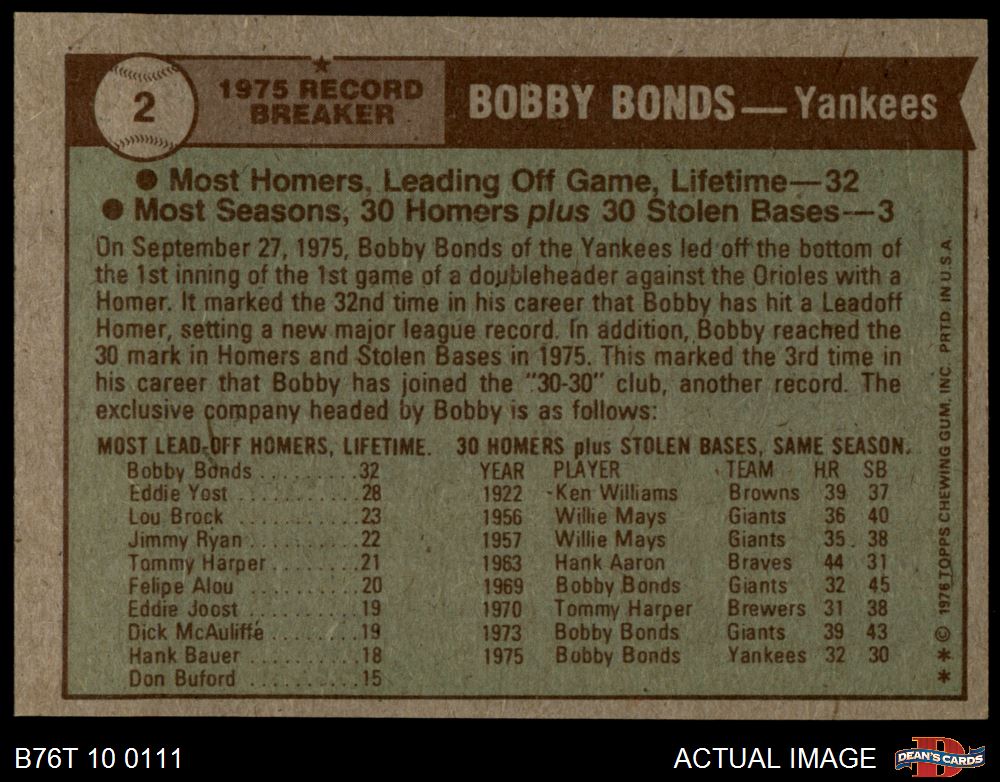 2
1975 RECORD
BREAKER
BOBBY BONDS — Yankees
● Most Homers, Leading Off Game, Lifetime—32
● Most Seasons, 30 Homers plus 30 Stolen Bases—3
On September 27, 1975, Bobby Bonds of the Yankees led off the bottom of
the 1st inning of the 1st game of a doubleheader against the Orioles with a
Homer. It marked the 32nd time in his career that Bobby has hit a Leadoff
Homer, setting a new major league record. In addition, Bobby reached the
30 mark in Homers and Stolen Bases in 1975. This marked the 3rd time in
his career that Bobby has joined the "30-30" club, another record. The
exclusive company headed by Bobby is as follows:
MOST LEAD-OFF HOMERS, LIFETIME.
Bobby Bonds .......... 32
Eddie Yost .......... 28
Lou Brock .......... 23
Jimmy Ryan .......... 22
Tommy Harper .......... 21
Felipe Alou .......... 20
Eddie Joost .......... 19
Dick McAuliffe .......... 19
Hank Bauer .......... 18
Don Buford .......... 15
30 HOMERS plus STOLEN BASES, SAME SEASON.
YEAR PLAYER TEAM HR SB
1922 Ken Williams Browns 39 37
1956 Willie Mays Giants 36 40
1957 Willie Mays Giants 35 38
1963 Hank Aaron Braves 44 31
1969 Bobby Bonds Giants 32 45
1970 Tommy Harper Brewers 31 38
1973 Bobby Bonds Giants 39 43
1975 Bobby Bonds Yankees 32 30
** © 1976 TOPPS CHEWING GUM, INC. PRTD. IN U.S.A.
B76T 10 0111
ACTUAL IMAGE
D
DEAN'S CARDS